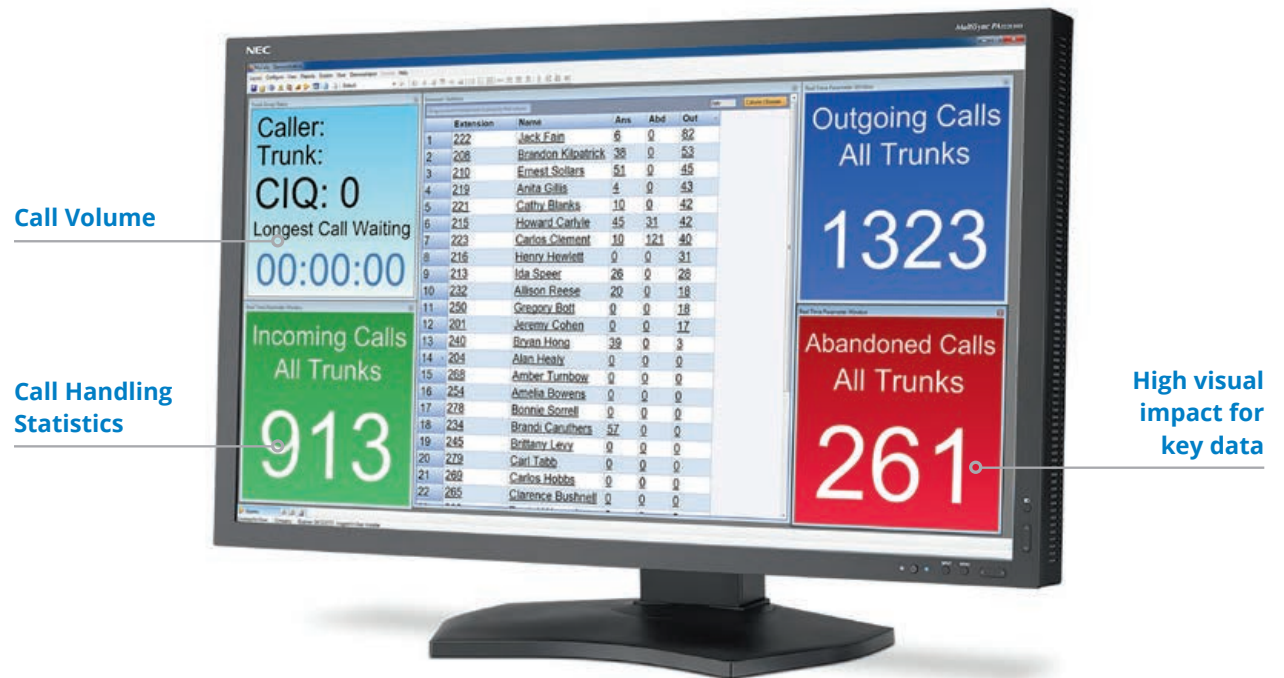 MultiSync PA
NEC
Caller:
Trunk:
CIQ: 0
Longest Call Waiting
00:00:00
Incoming Calls
All Trunks
913
Extension Name Ans Abd Out
1 222 Jack Fain 6 0 82
2 208 Brandon Kilpatrick 38 0 53
3 210 Ernest Sollars 51 0 45
4 219 Anita Gillis 4 0 43
5 221 Cathy Blanks 10 0 42
6 215 Howard Carlyle 45 31 42
7 223 Carlos Clement 10 121 40
8 216 Henry Hewlett 0 0 31
9 213 Ida Speer 26 0 28
10 232 Allison Reese 20 0 18
11 250 Gregory Bott 0 0 18
12 201 Jeremy Cohen 0 0 17
13 240 Bryan Hong 39 0 3
14 204 Alan Healy 0 0 0
15 268 Amber Turnbow 0 0 0
16 254 Amelia Bowens 0 0 0
17 278 Bonnie Sorrell 0 0 0
18 234 Brandi Caruthers 57 0 0
19 245 Brittany Levy 0 0 0
20 279 Carl Tabb 0 0 0
21 269 Carlos Hobbs 0 0 0
22 265 Clarence Bushnell 0 0 0
Outgoing Calls
All Trunks
1323
Abandoned Calls
All Trunks
261
Call Volume
Call Handling
Statistics
High visual
impact for
key data